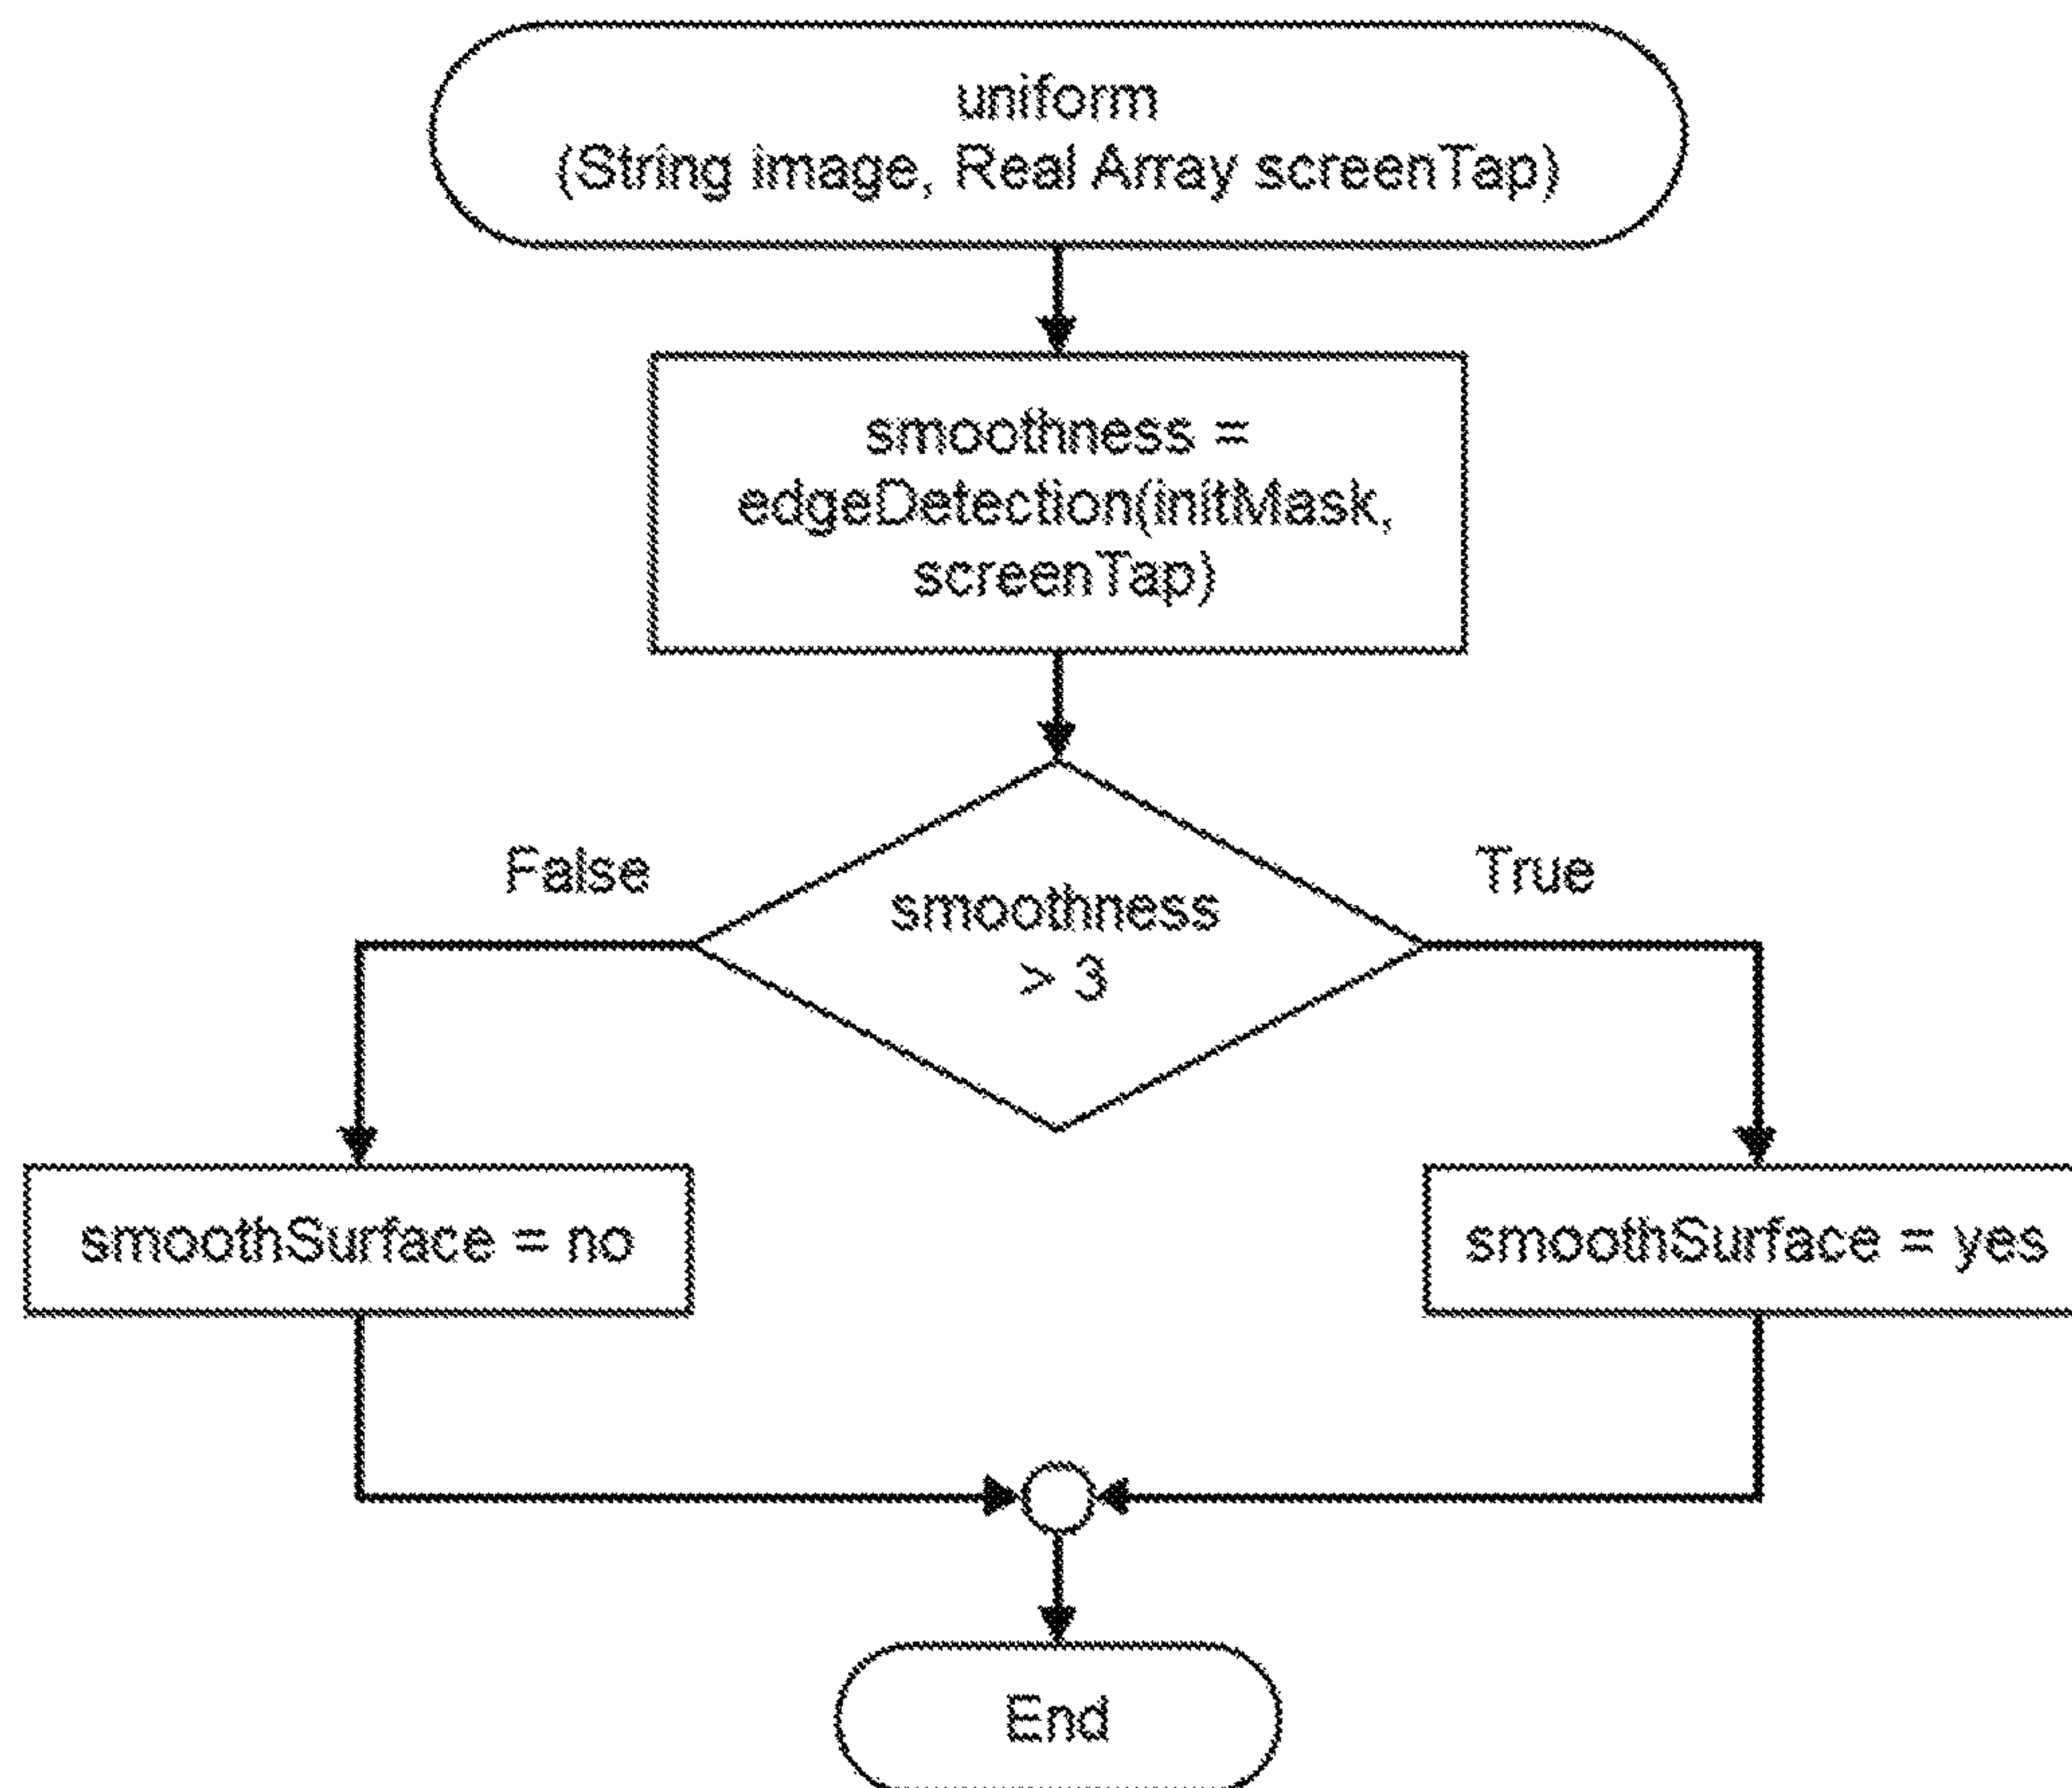 uniform
(String image, Real Array screenTap)
smoothness =
edgeDetection(initMask,
screenTap)
False
True
smoothness
> 3
smoothSurface = no
smoothSurface = yes
End